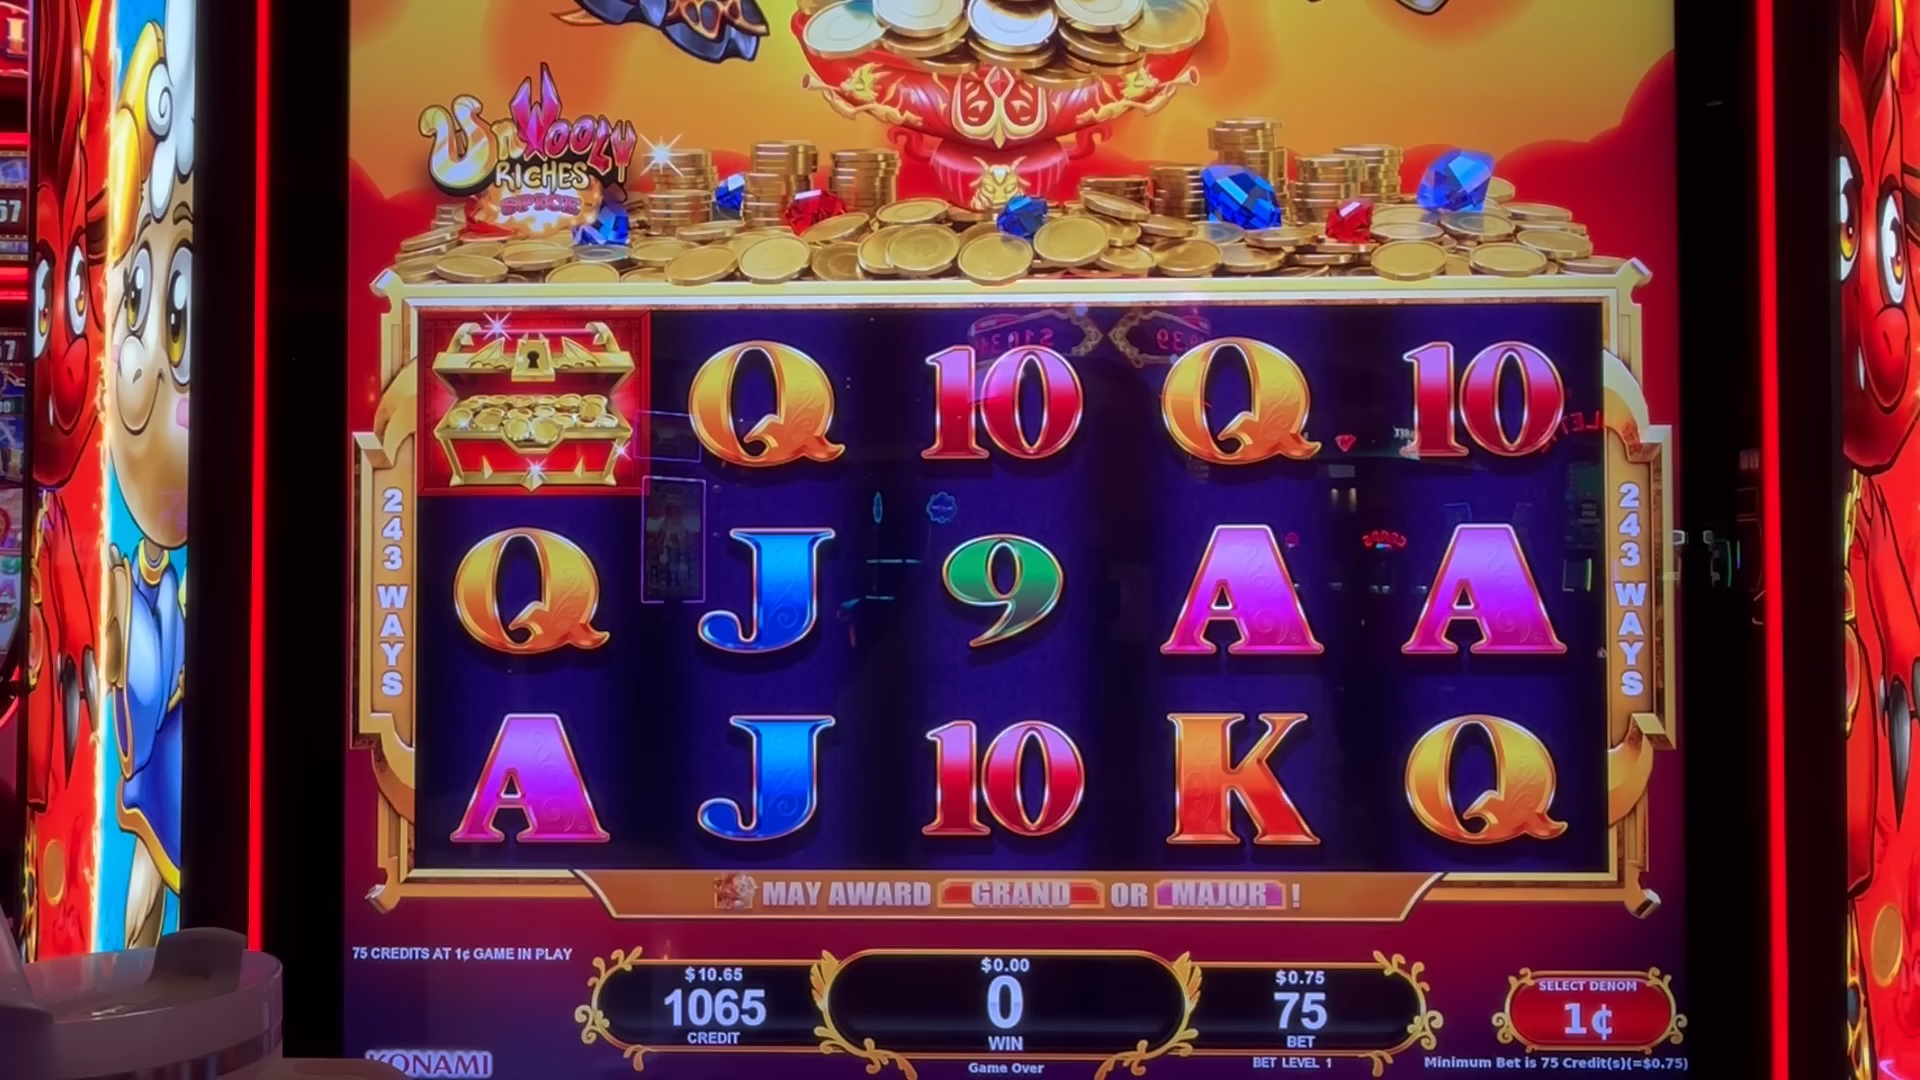 UnWOOLY
RICHES
57
Q 10 Q 10
Q J 9 A A
A J 10 K Q
243 WAYS
243 WAYS
MAY AWARD GRAND OR MAJOR!
75 CREDITS AT 1¢ GAME IN PLAY
$10.65
1065
CREDIT
$0.00
0
WIN
Game Over
$0.75
75
BET
BET LEVEL 1
SELECT DENOM
1¢
Minimum Bet is 75 Credit(s)(=$0.75)
KONAMI